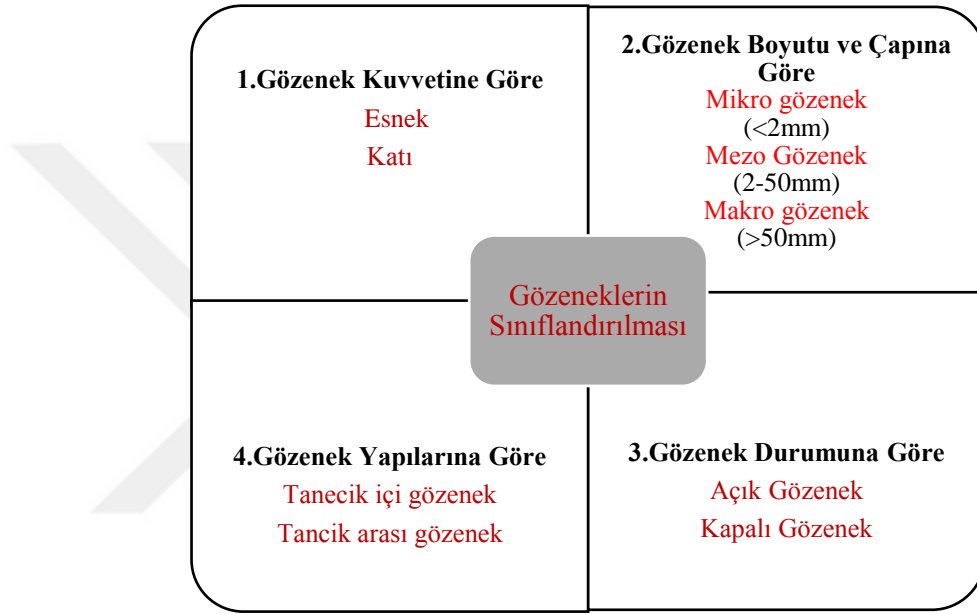 1.Gözenek Kuvvetine Göre
Esnek
Katı
2.Gözenek Boyutu ve Çapına
Göre
Mikro gözenek
(<2mm)
Mezo Gözenek
(2-50mm)
Makro gözenek
(>50mm)
Gözeneklerin
Sınıflandırılması
4.Gözenek Yapılarına Göre
Tanecik içi gözenek
Tancik arası gözenek
3.Gözenek Durumuna Göre
Açık Gözenek
Kapalı Gözenek